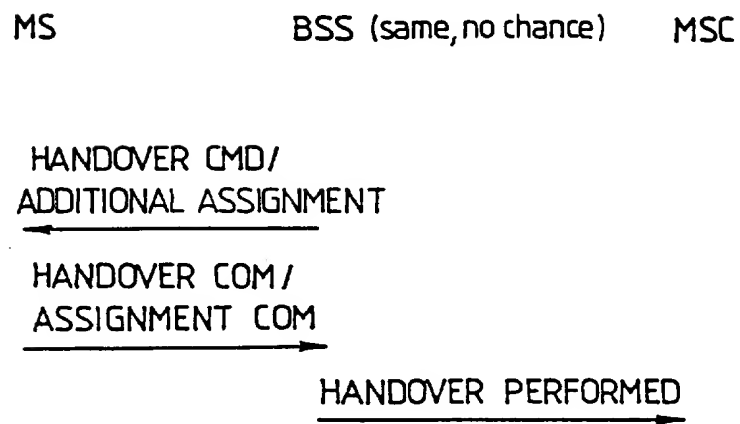 MS BSS (same, no chance) MSC
HANDOVER CMD/
ADDITIONAL ASSIGNMENT
HANDOVER COM/
ASSIGNMENT COM
HANDOVER PERFORMED